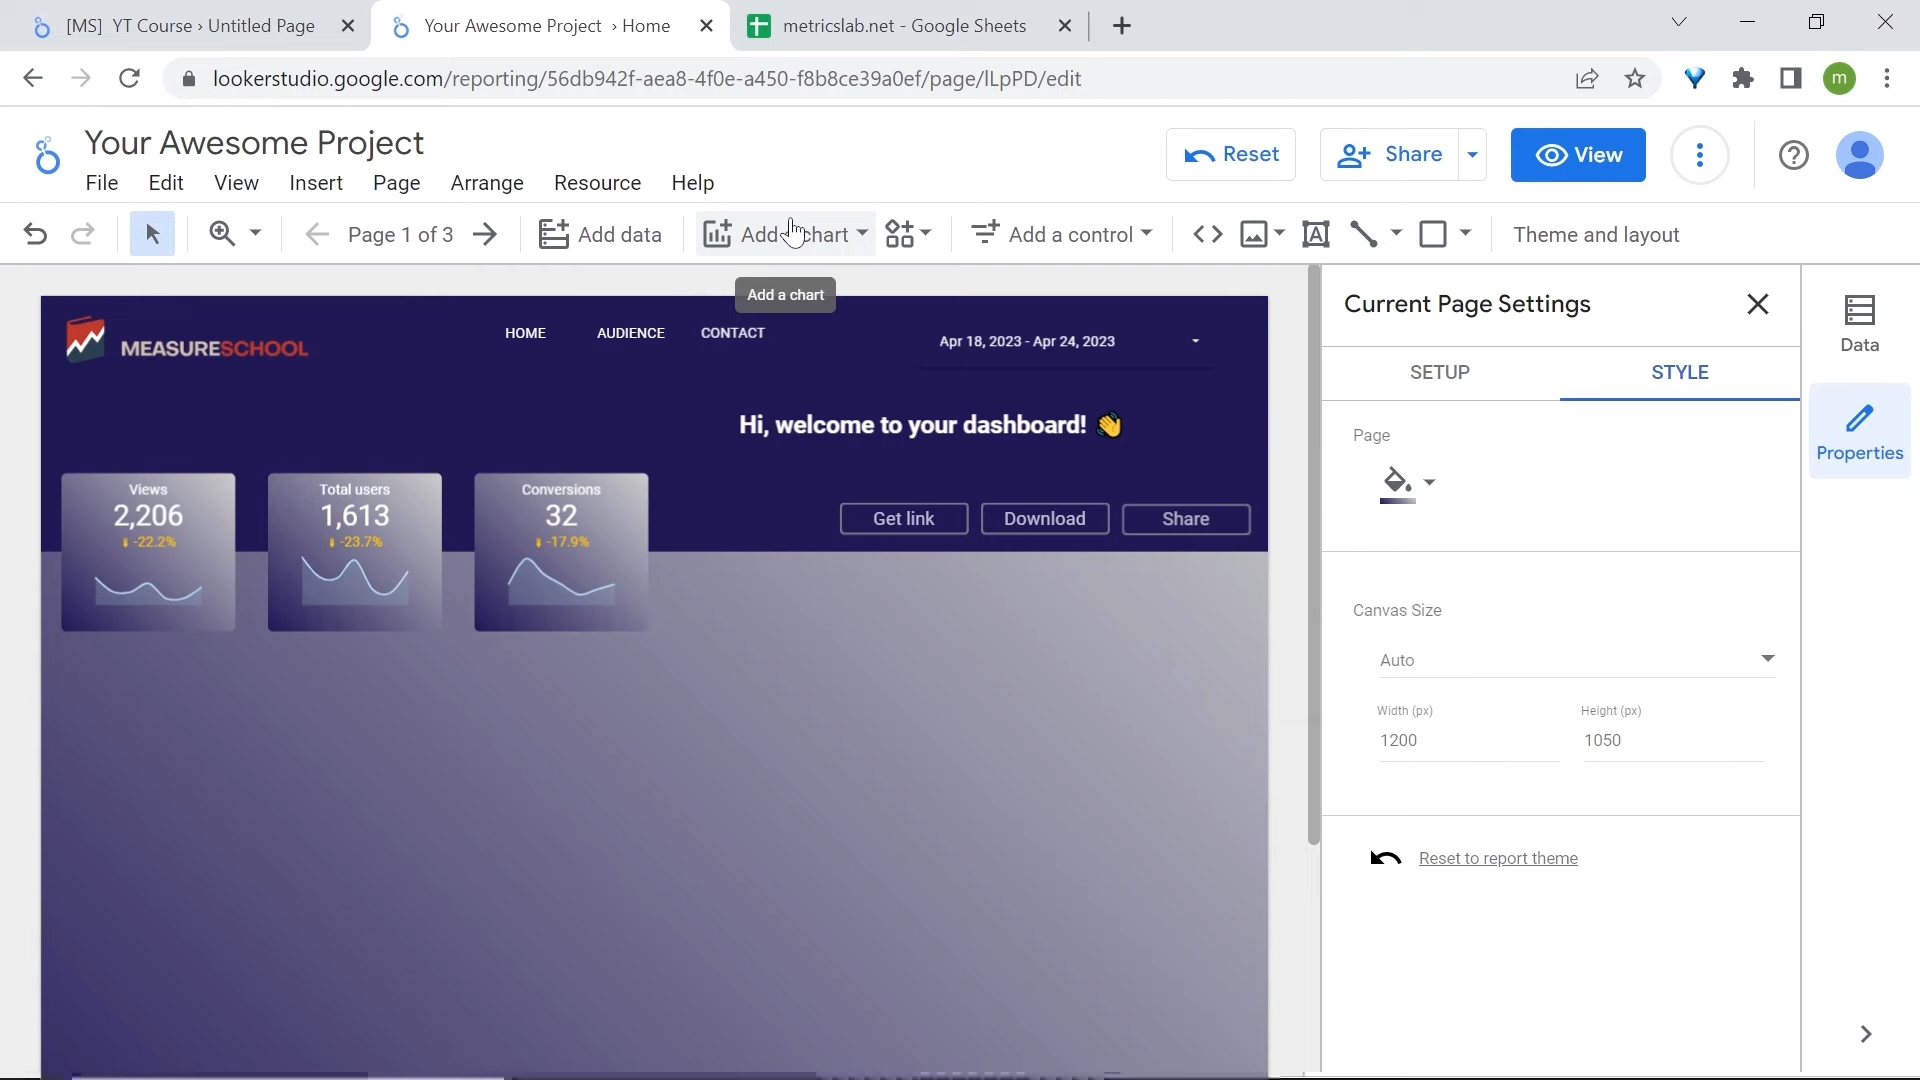 [MS] YT Course › Untitled Page
Your Awesome Project › Home
metricslab.net - Google Sheets
lookerstudio.google.com/reporting/56db942f-aea8-4f0e-a450-f8b8ce39a0ef/page/lLpPD/edit
m
Your Awesome Project
File Edit View Insert Page Arrange Resource Help
Reset
Share
View
Page 1 of 3
Add data
Add a chart
Add a control
Theme and layout
Add a chart
MEASURESCHOOL
HOME AUDIENCE CONTACT
Apr 18, 2023 - Apr 24, 2023
Hi, welcome to your dashboard! 👋
Views
2,206
-22.2%
Total users
1,613
-23.7%
Conversions
32
-17.9%
Get link
Download
Share
Current Page Settings
SETUP
STYLE
Page
Canvas Size
Auto
Width (px)
Height (px)
1200
1050
Reset to report theme
Data
Properties